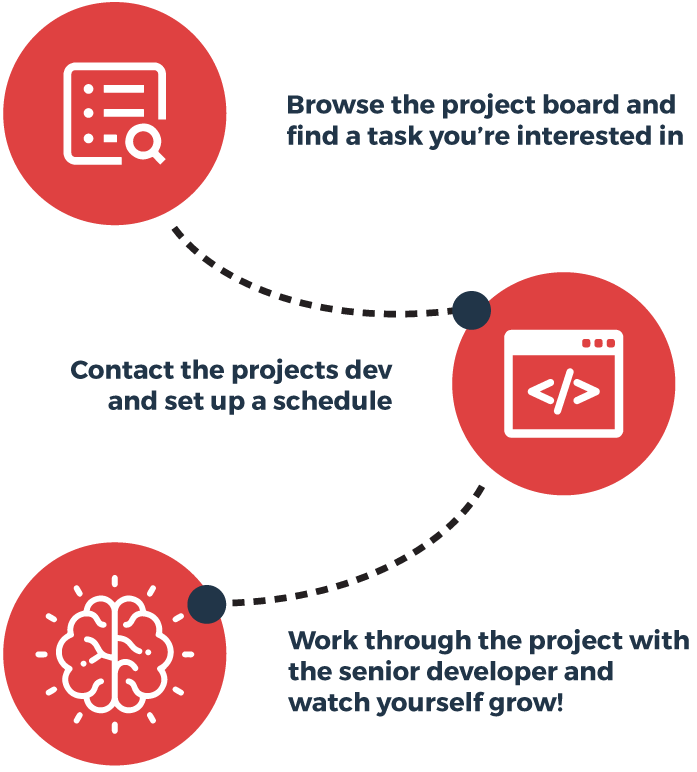 Browse the project board and
find a task you’re interested in
</>
Contact the projects dev
and set up a schedule
Work through the project with
the senior developer and
watch yourself grow!